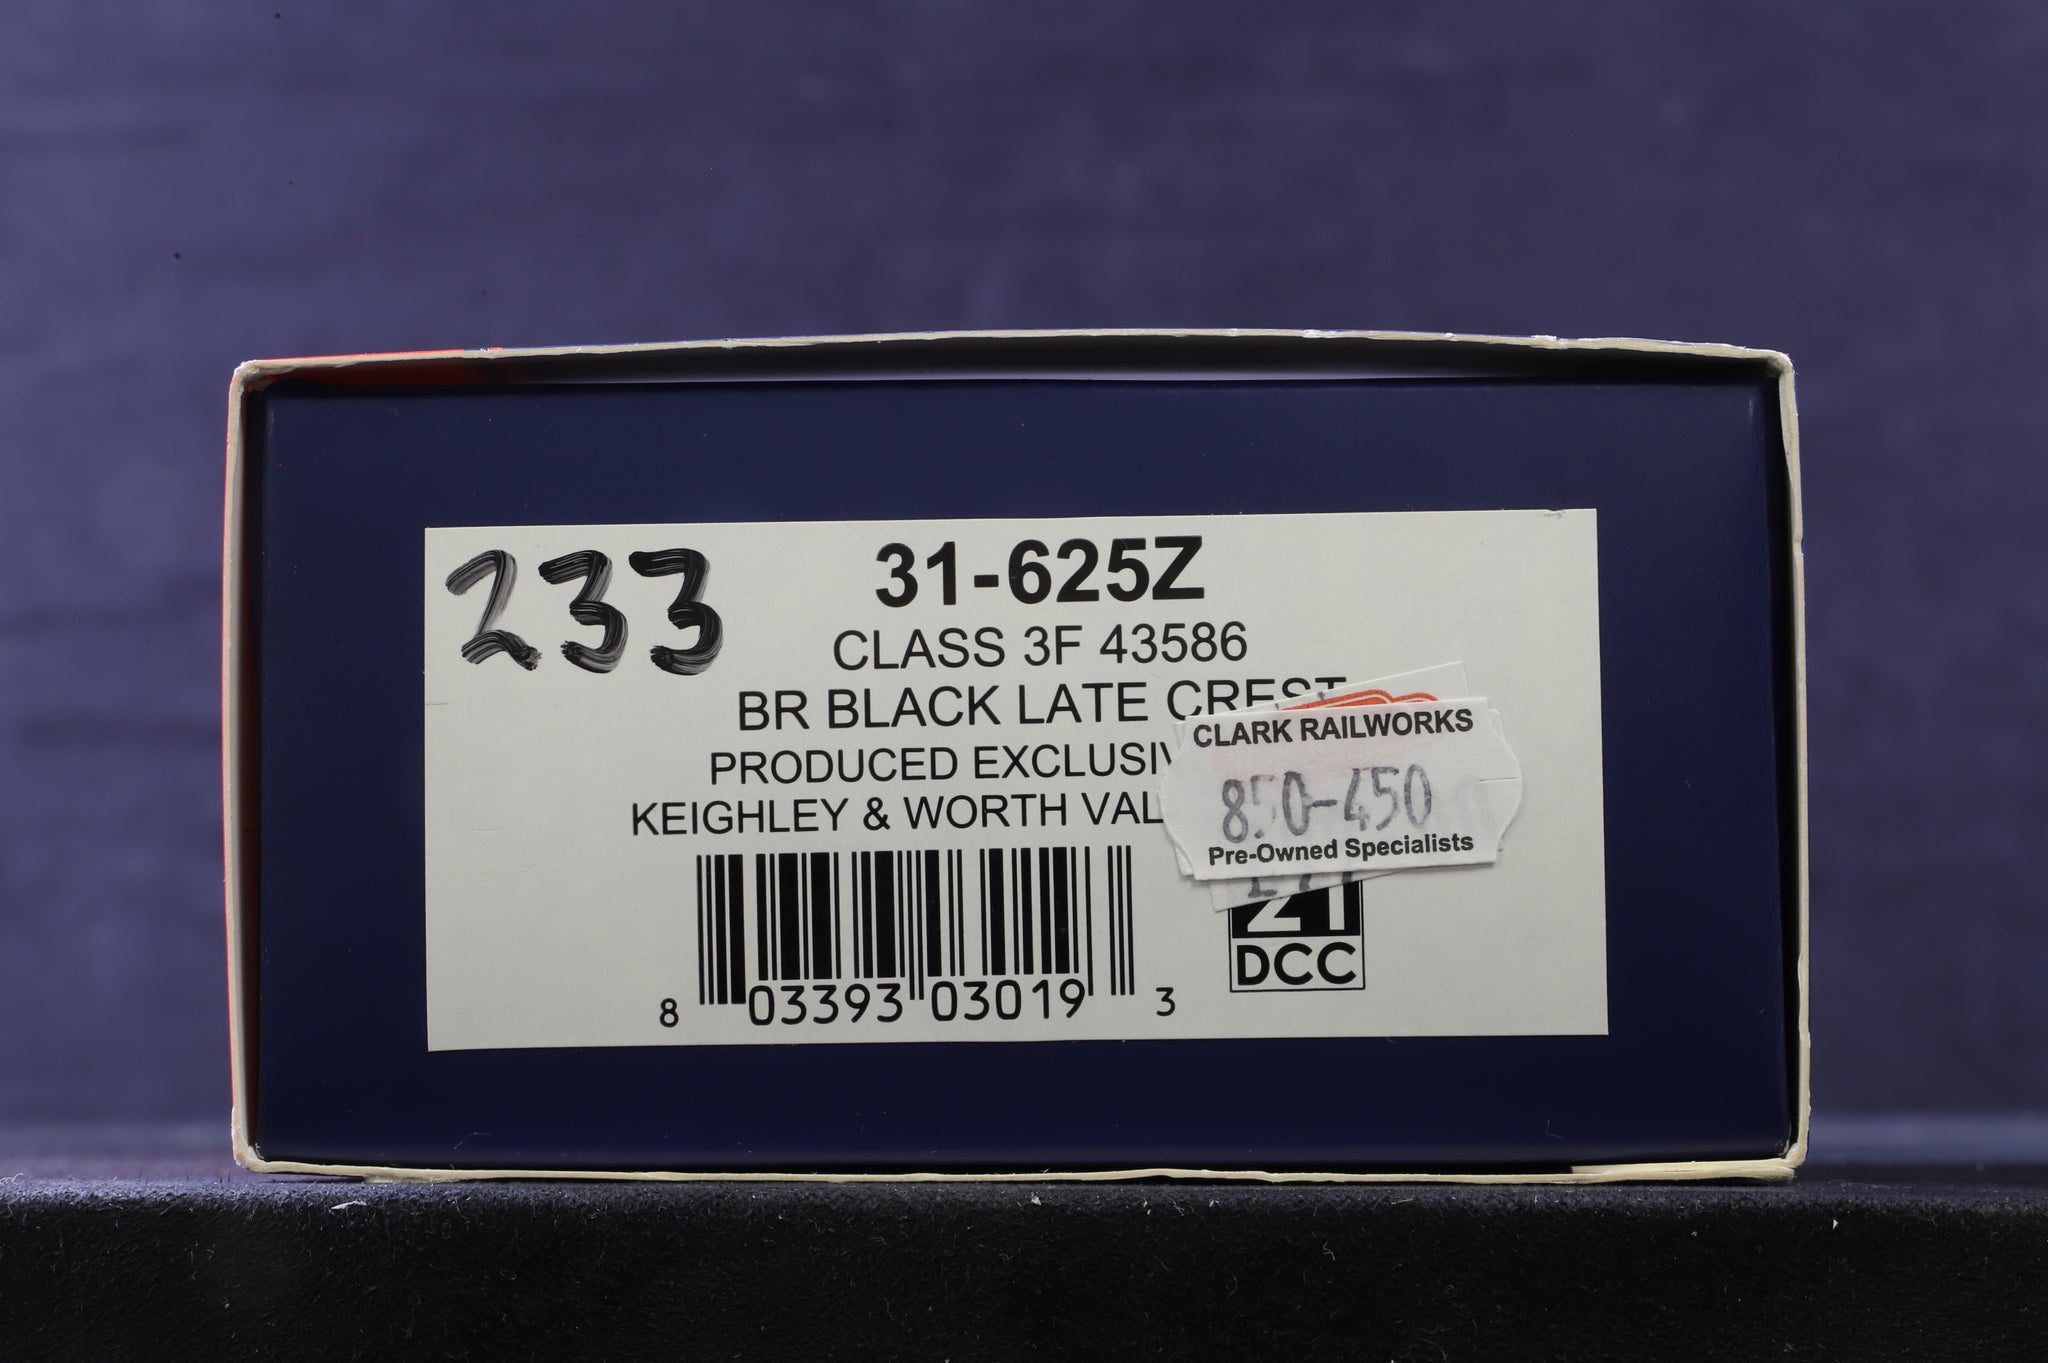 233
31-625Z
CLASS 3F 43586
BR BLACK LATE CREST
PRODUCED EXCLUSIV
KEIGHLEY & WORTH VAL
CLARK RAILWORKS
850-450
Pre-Owned Specialists
21
DCC
8 03393 03019 3